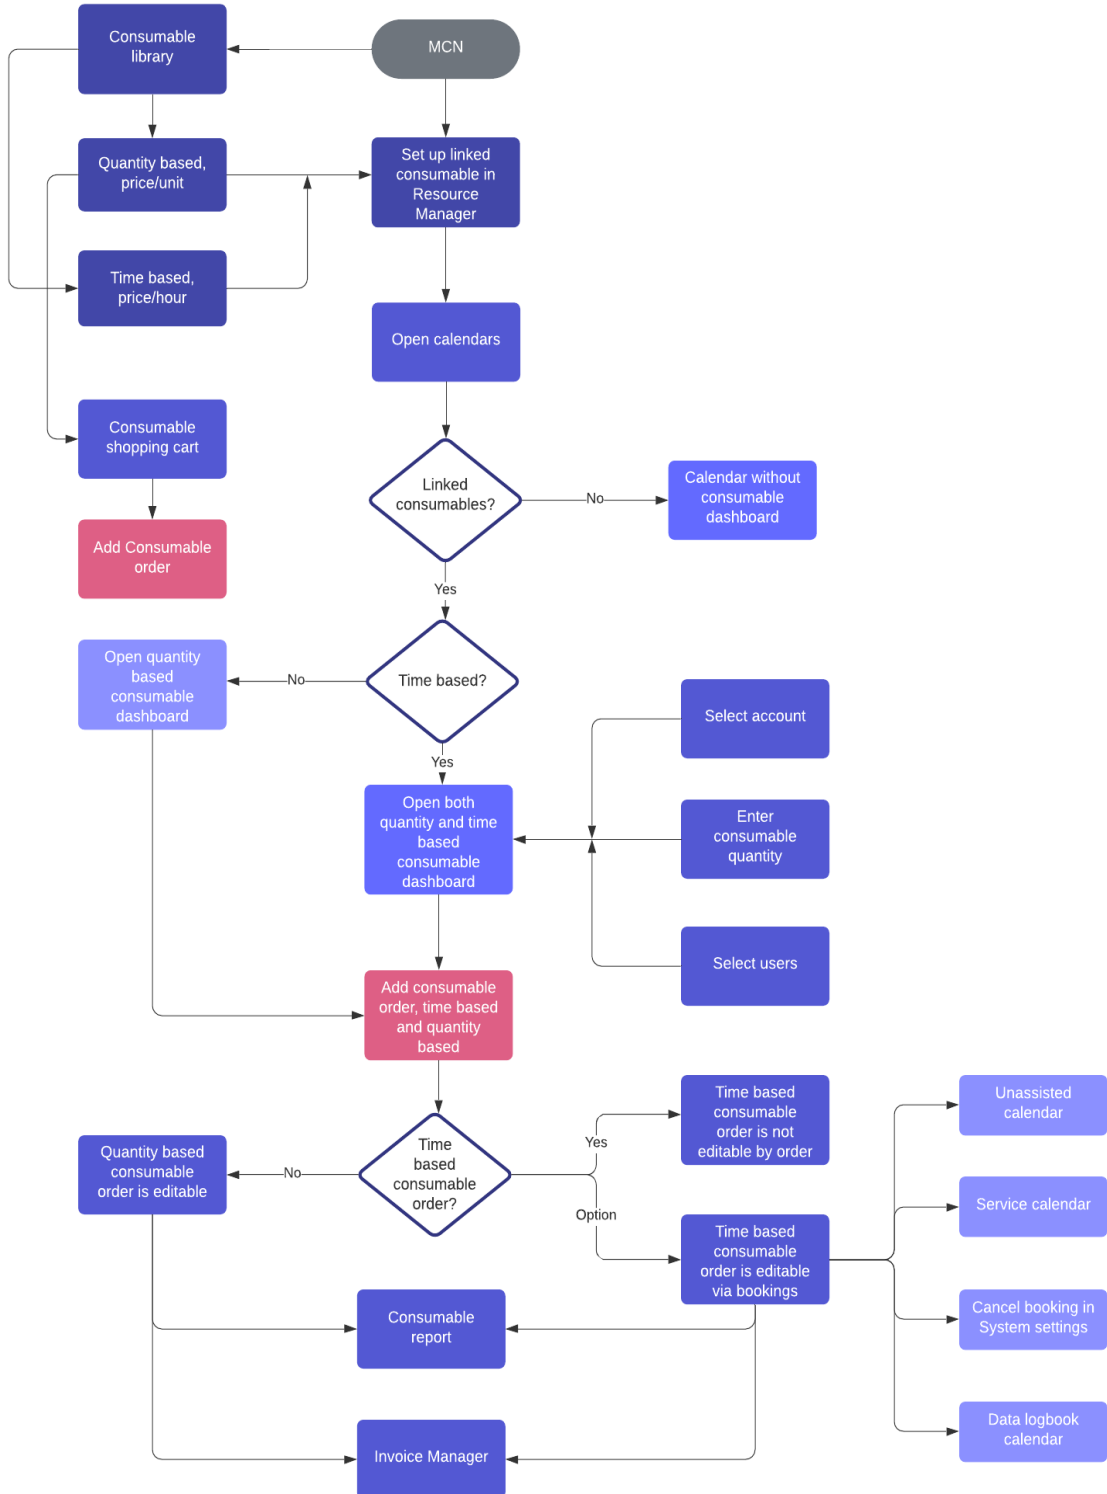 Consumable
library
MCN
Quantity based,
price/unit
Set up linked
consumable in
Resource
Manager
Time based,
price/hour
Open calendars
Consumable
shopping cart
Linked
consumables?
No
Calendar without
consumable
dashboard
Add Consumable
order
Yes
Open quantity
based
consumable
dashboard
No
Time based?
Select account
Yes
Open both
quantity and time
based
consumable
dashboard
Enter
consumable
quantity
Select users
Add consumable
order, time based
and quantity
based
Quantity based
consumable
order is editable
No
Time
based
consumable
order?
Yes
Time based
consumable
order is not
editable by order
Option
Time based
consumable
order is editable
via bookings
Unassisted
calendar
Service calendar
Cancel booking in
System settings
Data logbook
calendar
Consumable
report
Invoice Manager